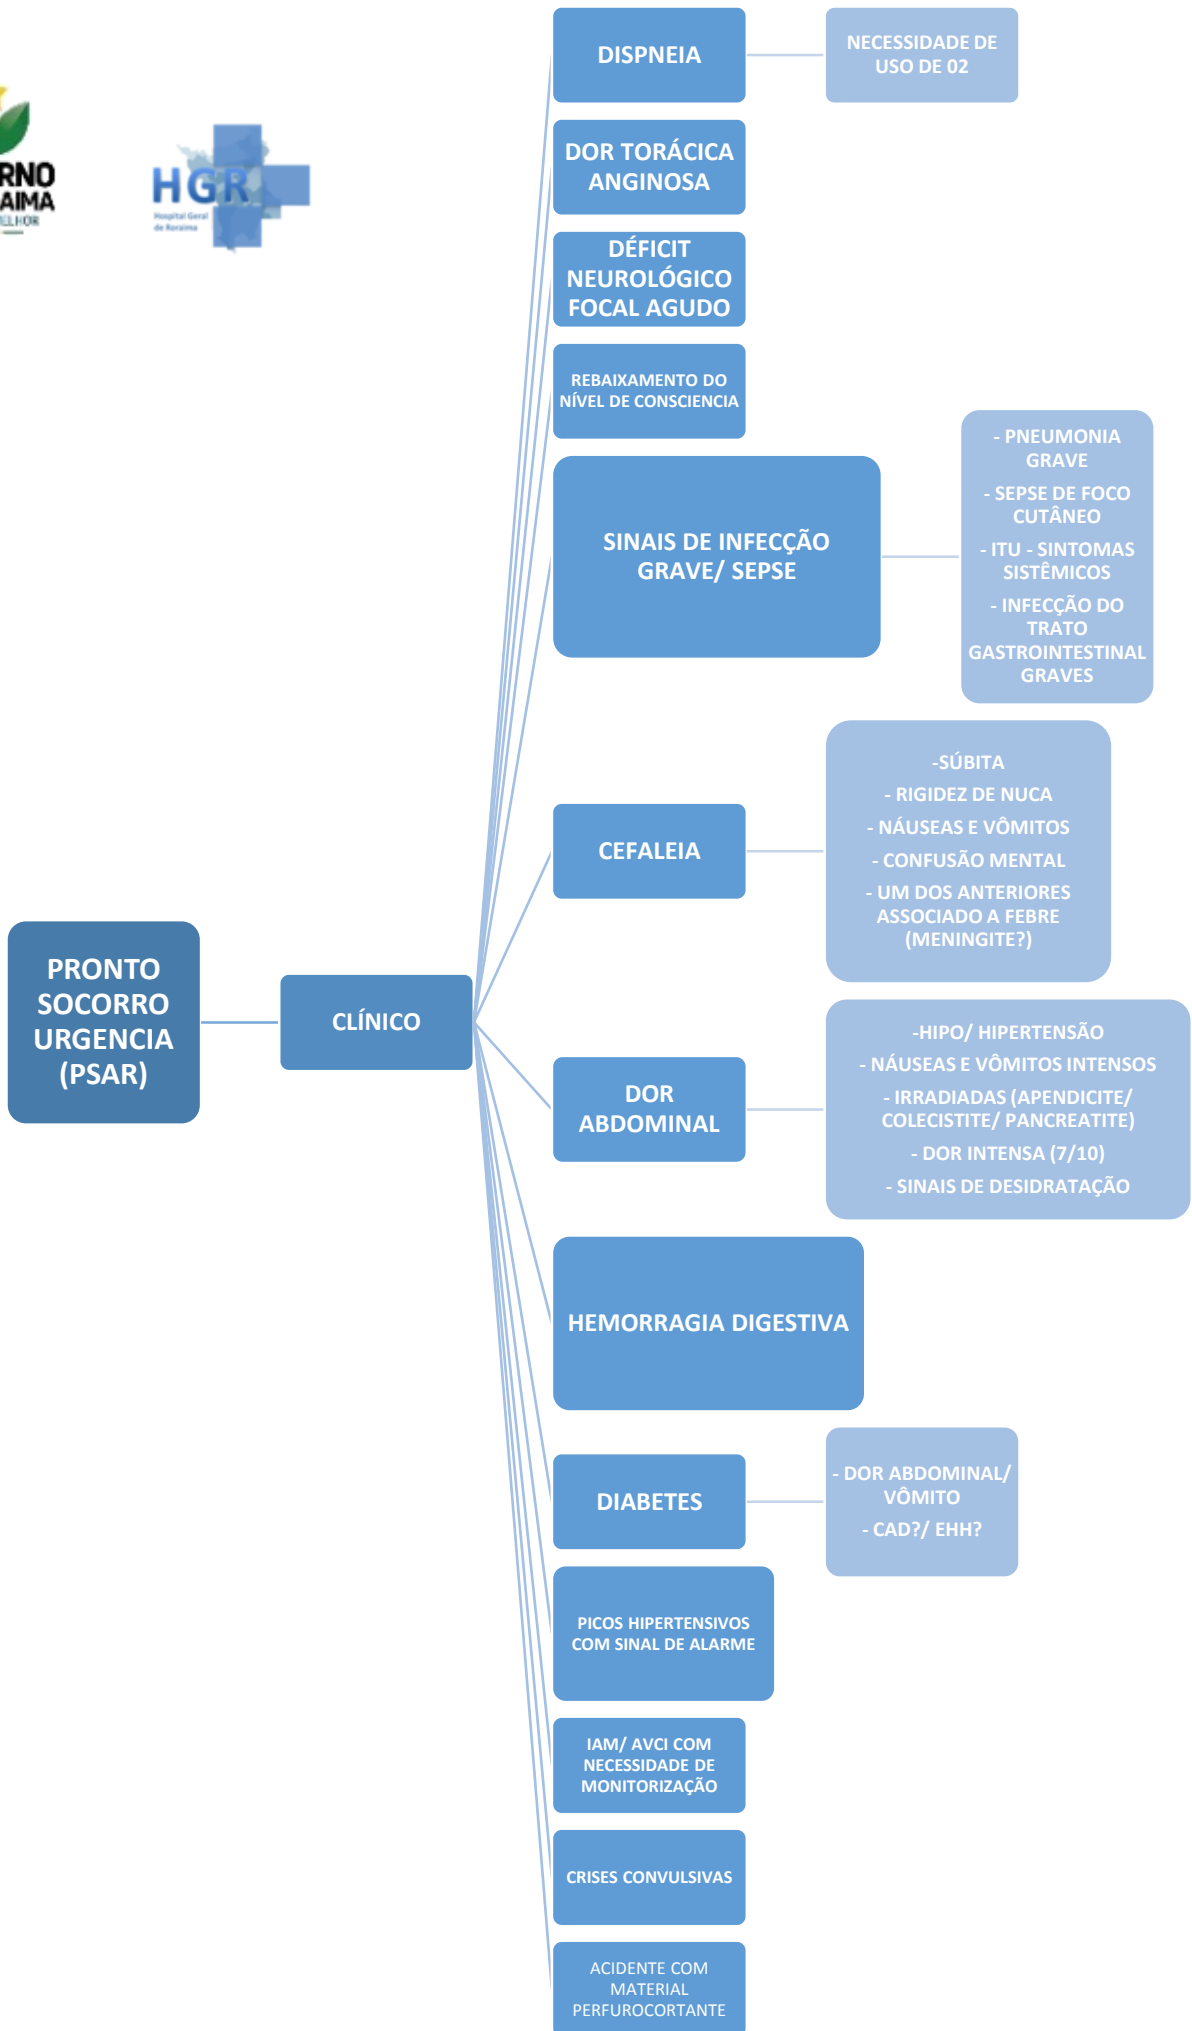 HGR
Hospital Geral
de Roraima
DISPNEIA
NECESSIDADE DE
USO DE 02
DOR TORÁCICA
ANGINOSA
DÉFICIT
NEUROLÓGICO
FOCAL AGUDO
REBAIXAMENTO DO
NÍVEL DE CONSCIENCIA
SINAIS DE INFECÇÃO
GRAVE/ SEPSE
- PNEUMONIA
GRAVE
- SEPSE DE FOCO
CUTÂNEO
- ITU - SINTOMAS
SISTÊMICOS
- INFECÇÃO DO
TRATO
GASTROINTESTINAL
GRAVES
CEFALEIA
-SÚBITA
- RIGIDEZ DE NUCA
- NÁUSEAS E VÔMITOS
- CONFUSÃO MENTAL
- UM DOS ANTERIORES
ASSOCIADO A FEBRE
(MENINGITE?)
PRONTO
SOCORRO
URGENCIA
(PSAR)
CLÍNICO
DOR
ABDOMINAL
-HIPO/ HIPERTENSÃO
- NÁUSEAS E VÔMITOS INTENSOS
- IRRADIADAS (APENDICITE/
COLECISTITE/ PANCREATITE)
- DOR INTENSA (7/10)
- SINAIS DE DESIDRATAÇÃO
HEMORRAGIA DIGESTIVA
DIABETES
- DOR ABDOMINAL/
VÔMITO
- CAD?/ EHH?
PICOS HIPERTENSIVOS
COM SINAL DE ALARME
IAM/ AVCI COM
NECESSIDADE DE
MONITORIZAÇÃO
CRISES CONVULSIVAS
ACIDENTE COM
MATERIAL
PERFUROCORTANTE